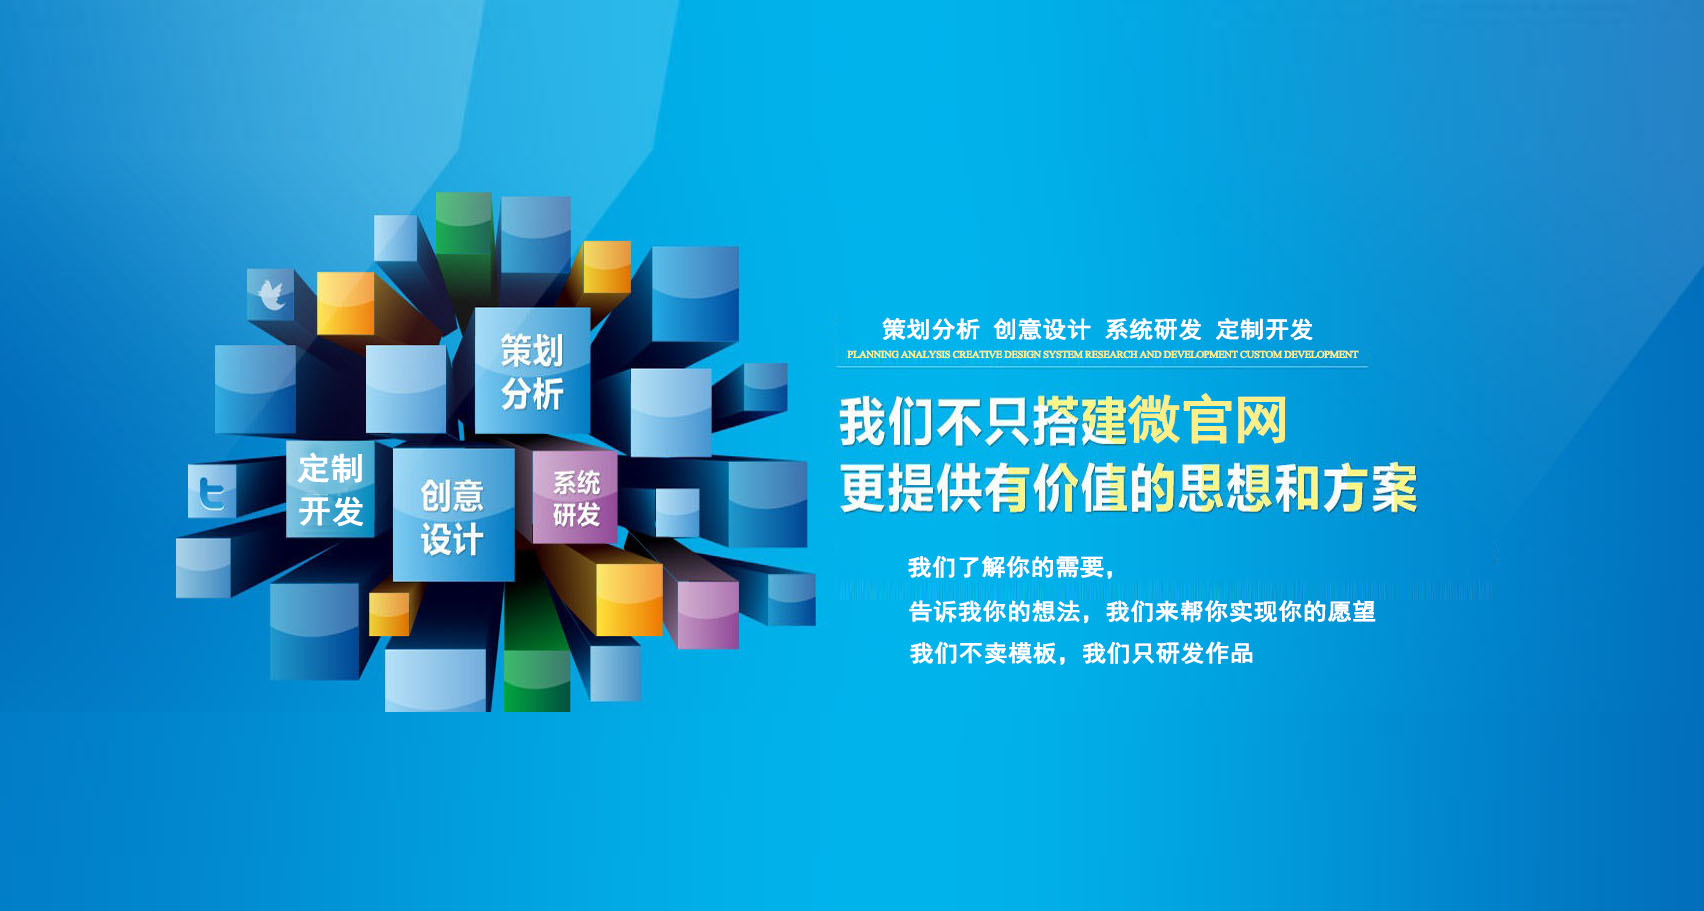 策划
分析
定制
开发
创意
设计
系统
研发
策划分析 创意设计 系统研发 定制开发
PLANNING ANALYSIS CREATIVE DESIGN SYSTEM RESEARCH AND DEVELOPMENT CUSTOM DEVELOPMENT
我们不只搭建微官网
更提供有价值的思想和方案
我们了解你的需要，
告诉我你的想法，我们来帮你实现你的愿望
我们不卖模板，我们只研发作品